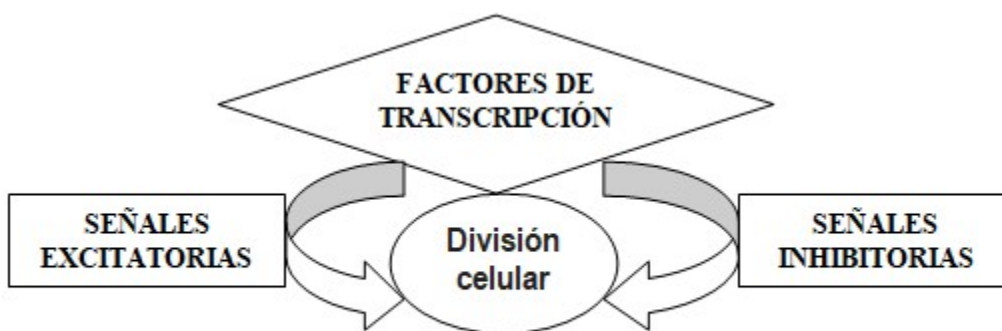 FACTORES DE
TRANSCRIPCIÓN
SEÑALES
EXCITATORIAS
División
celular
SEÑALES
INHIBITORIAS